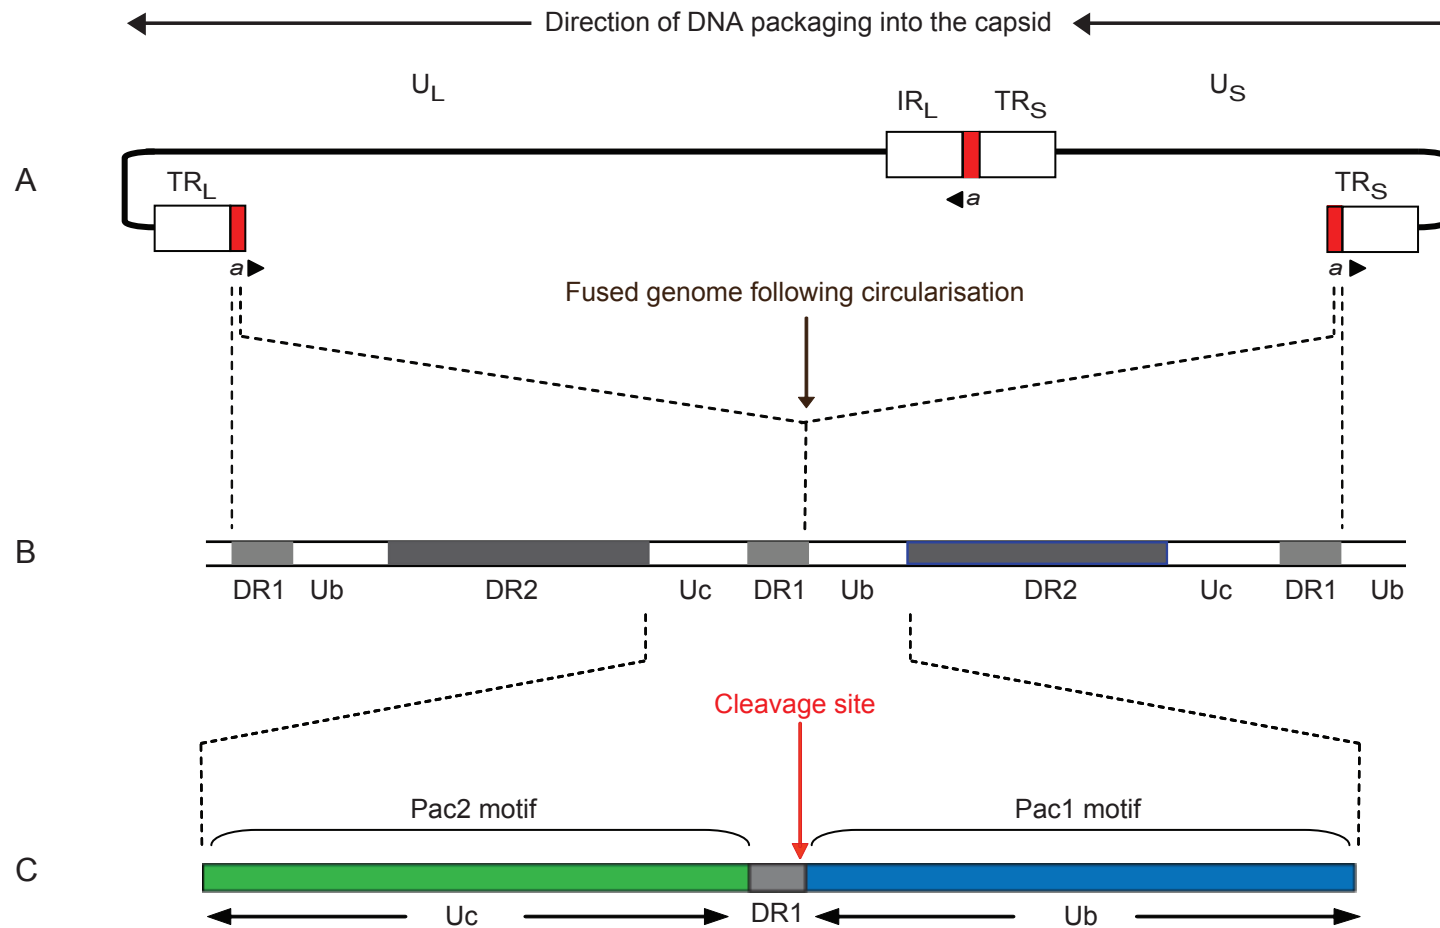 Direction of DNA packaging into the capsid
UL
US
IRL
TRS
A
TRL
a
TRS
a
a
Fused genome following circularisation
B
DR1 Ub DR2 Uc DR1 Ub DR2 Uc DR1 Ub
Cleavage site
Pac2 motif
Pac1 motif
C
Uc
DR1
Ub